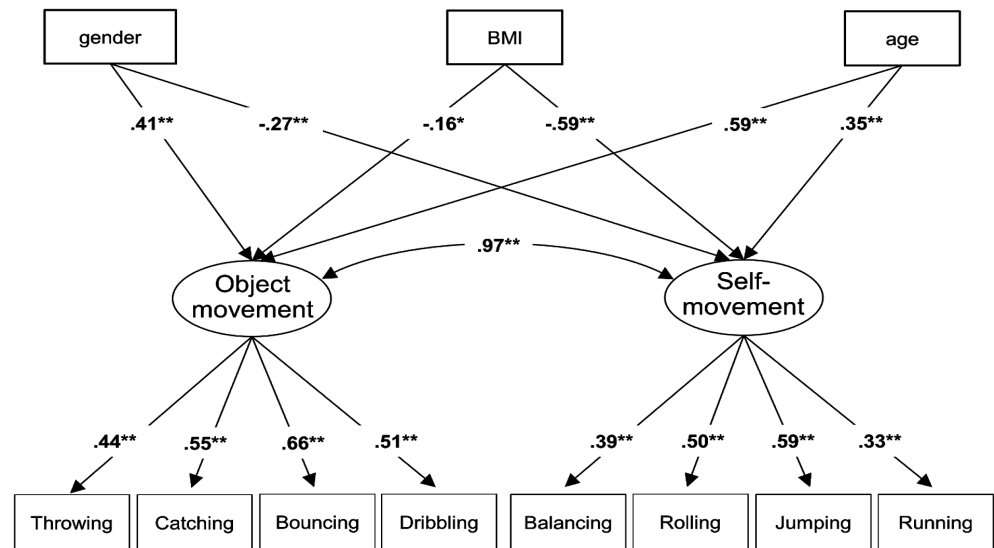 gender
BMI
age
.41** -.27** -.16* -.59** .59** .35**
.97**
Object
movement
Self-
movement
.44** .55** .66** .51** .39** .50** .59** .33**
Throwing Catching Bouncing Dribbling Balancing Rolling Jumping Running